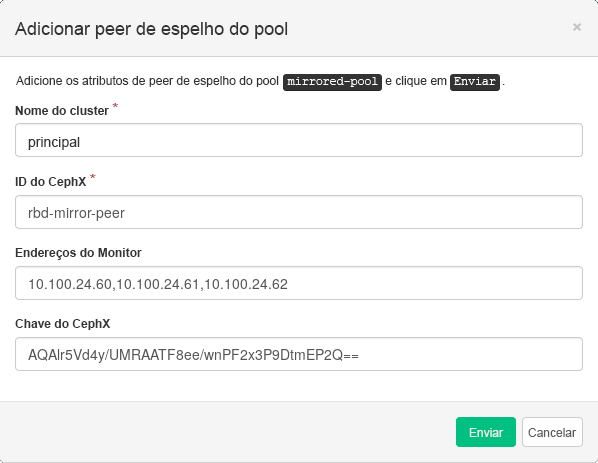 Adicionar peer de espelho do pool
×
Adicione os atributos de peer de espelho do pool mirrored-pool e clique em Enviar .
Nome do cluster *
principal
ID do CephX *
rbd-mirror-peer
Endereços do Monitor
10.100.24.60,10.100.24.61,10.100.24.62
Chave do CephX
AQAlr5Vd4y/UMRAATF8ee/wnPF2x3P9DtmEP2Q==
Enviar Cancelar